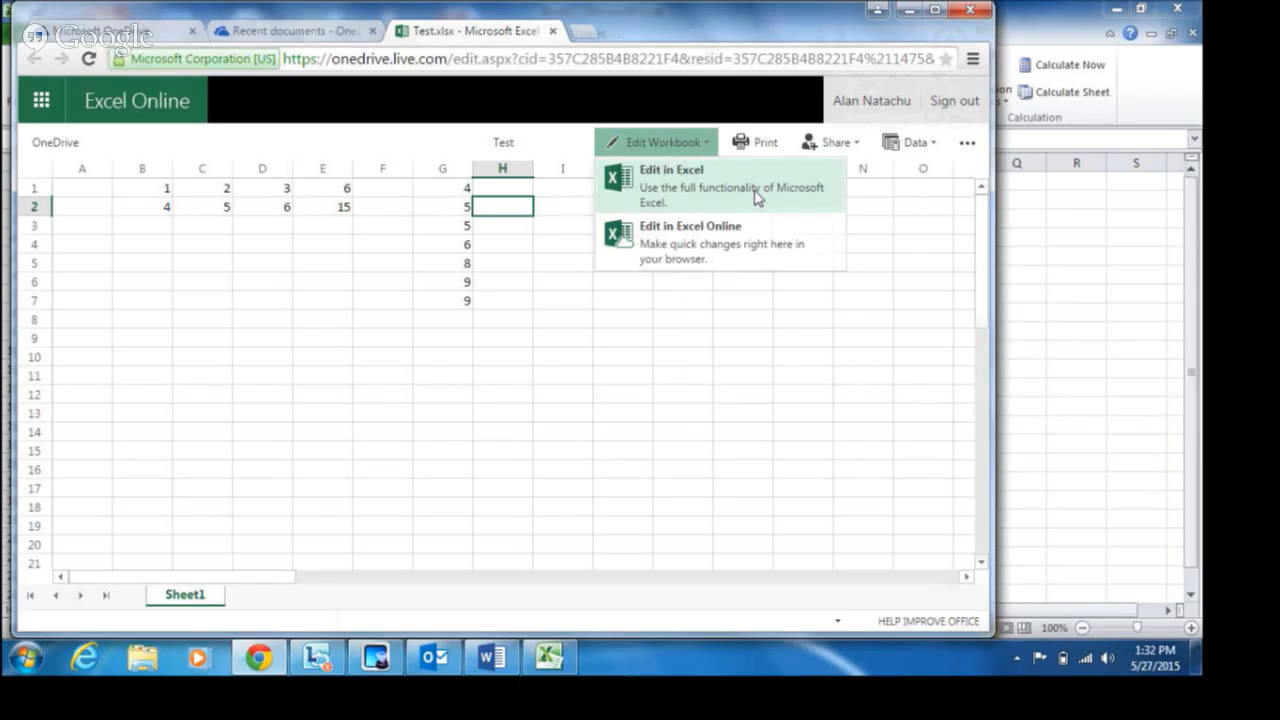 Google
Recent documents - One
Test.xlsx - Microsoft Excel
Microsoft Corporation [US]
https://onedrive.live.com/edit.aspx?cid=357C285B4B8221F4&resid=357C285B4B8221F4%211475&
Calculate Now
Calculate Sheet
Calculation
Excel Online
Alan Natachu
Sign out
OneDrive
Test
Edit Workbook
Print
Share
Data
Edit in Excel
Use the full functionality of Microsoft
Excel.
Edit in Excel Online
Make quick changes right here in
your browser.
A B C D E F G H I N O Q R S
1 1 2 3 6 4
2 4 5 6 15 5
3 5
4 6
5 8
6 9
7 9
8
9
10
11
12
13
14
15
16
17
18
19
20
21
Sheet1
HELP IMPROVE OFFICE
100%
1:32 PM
5/27/2015